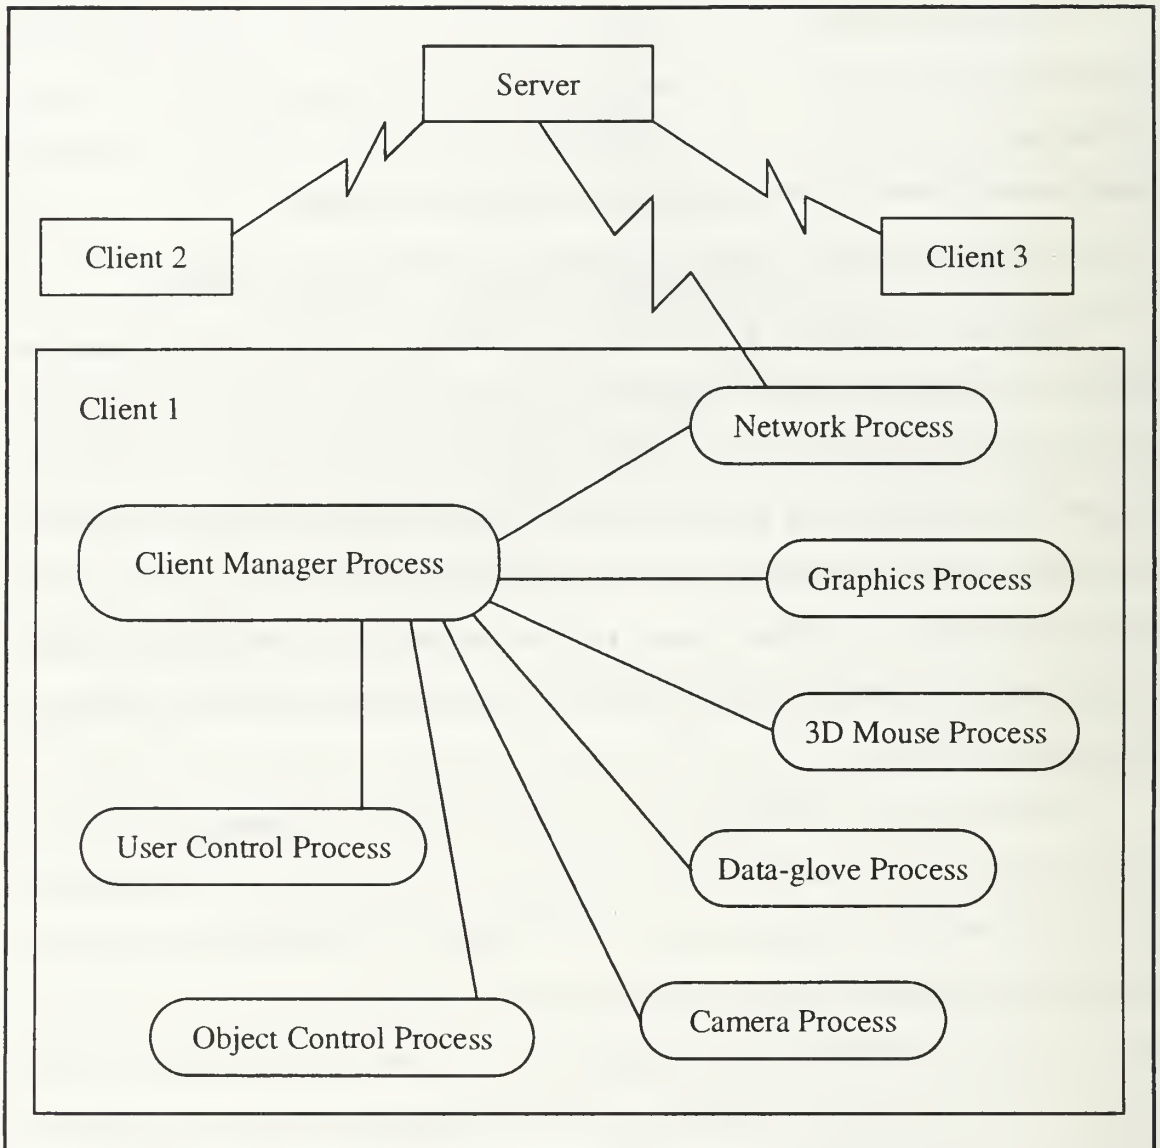 Server
Client 2
Client 3
Client 1
Network Process
Client Manager Process
Graphics Process
3D Mouse Process
User Control Process
Data-glove Process
Camera Process
Object Control Process